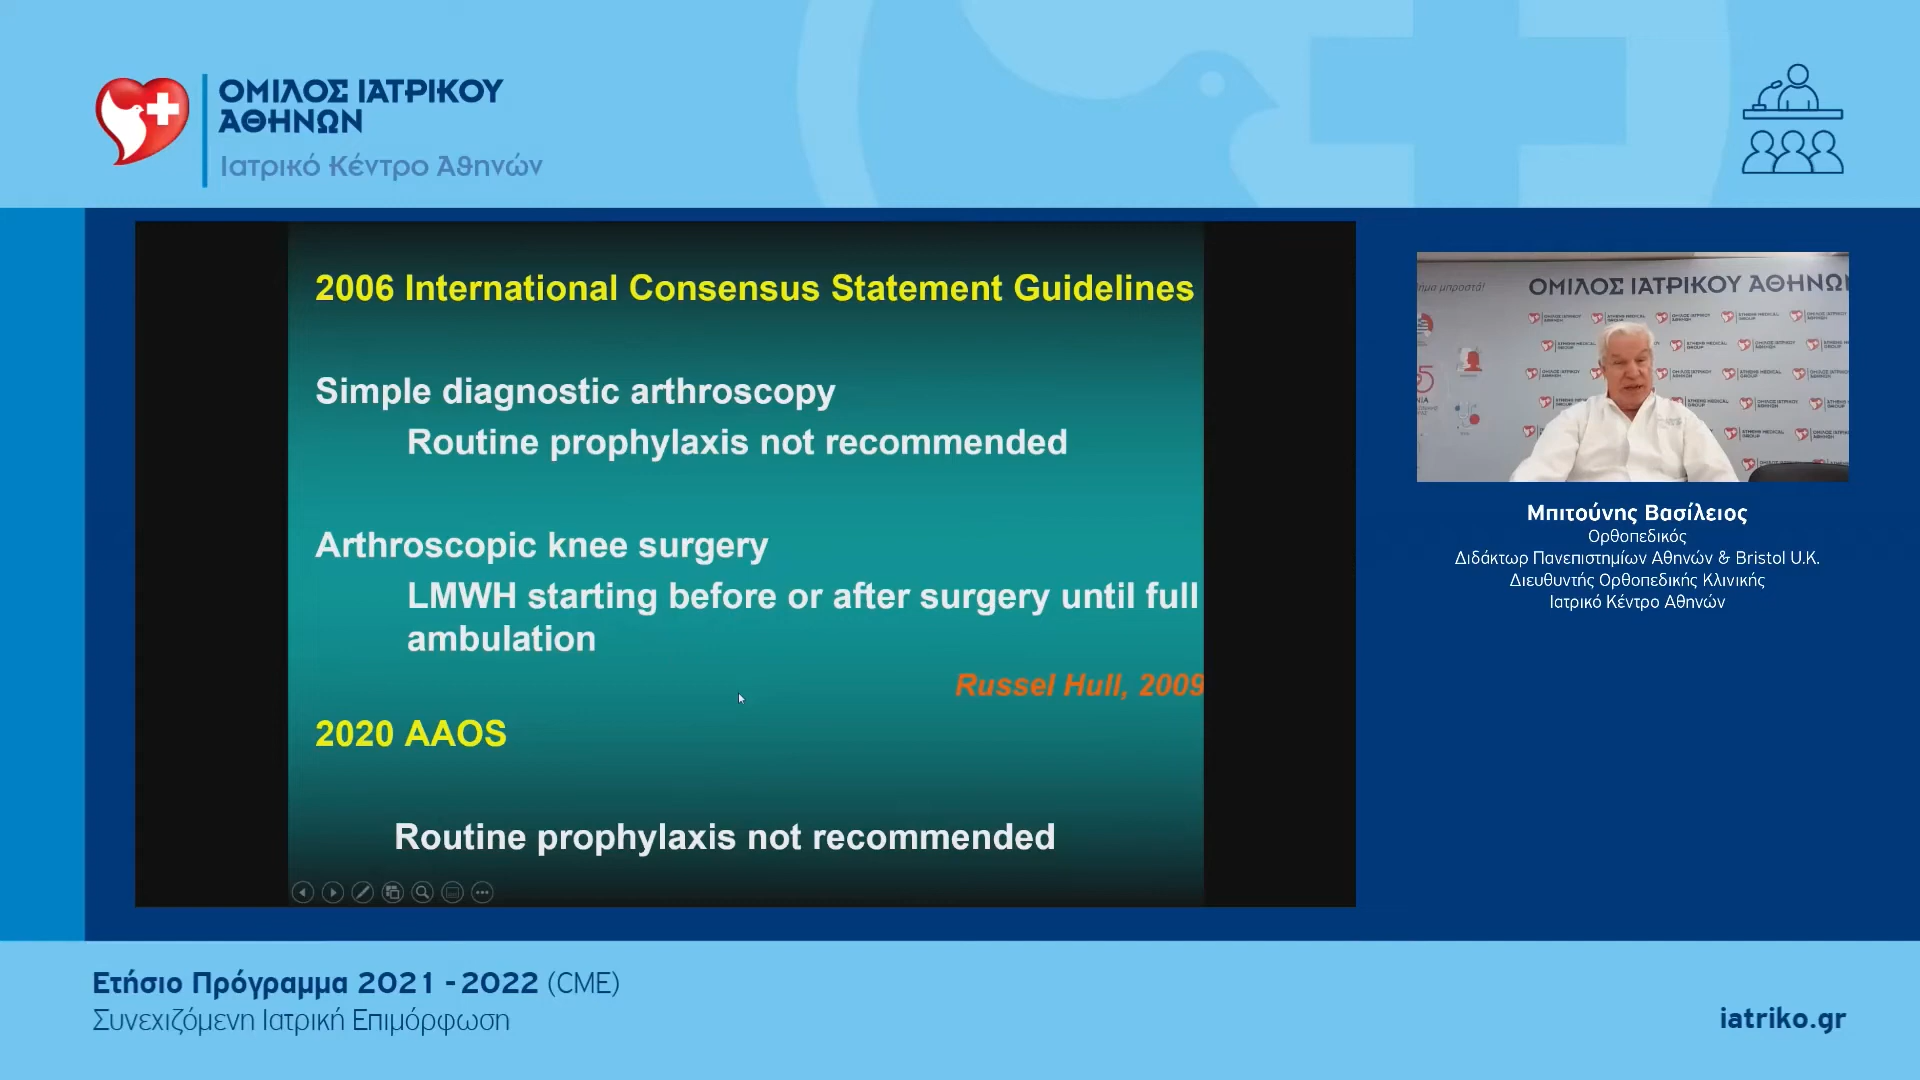 ΟΜΙΛΟΣ ΙΑΤΡΙΚΟΥ
ΑΘΗΝΩΝ
Ιατρικό Κέντρο Αθηνών
2006 International Consensus Statement Guidelines
Simple diagnostic arthroscopy
Routine prophylaxis not recommended
Arthroscopic knee surgery
LMWH starting before or after surgery until full
ambulation
Russel Hull, 2009
2020 AAOS
Routine prophylaxis not recommended
ΟΜΙΛΟΣ ΙΑΤΡΙΚΟΥ ΑΘΗΝΩΝ
Μπιτούνης Βασίλειος
Ορθοπεδικός
Διδάκτωρ Πανεπιστημίων Αθηνών & Bristol U.K.
Διευθυντής Ορθοπεδικής Κλινικής
Ιατρικό Κέντρο Αθηνών
Ετήσιο Πρόγραμμα 2021 - 2022 (CME)
Συνεχιζόμενη Ιατρική Επιμόρφωση
iatriko.gr